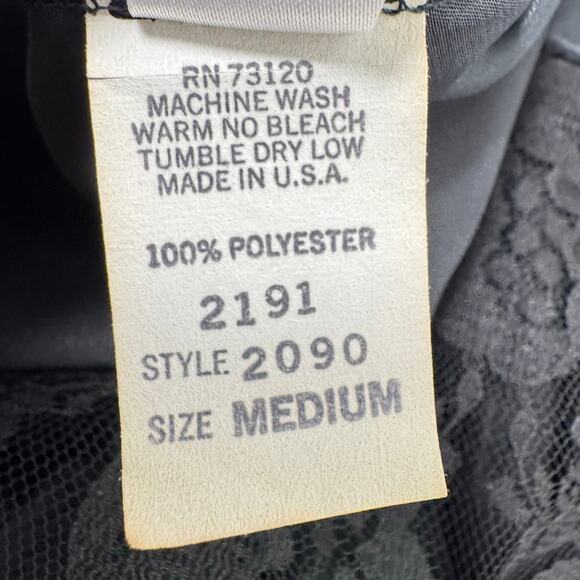 RN 73120
MACHINE WASH
WARM NO BLEACH
TUMBLE DRY LOW
MADE IN U.S.A.
100% POLYESTER
2191
STYLE 2090
SIZE MEDIUM